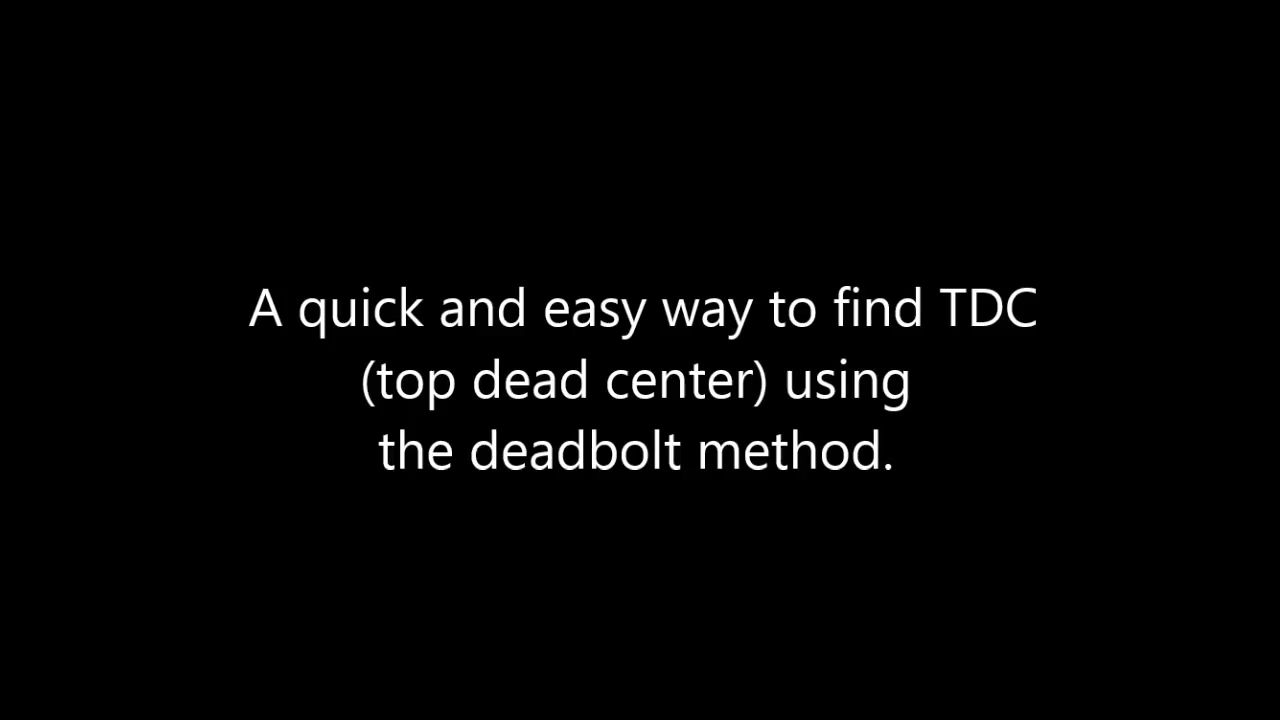 A quick and easy way to find TDC
(top dead center) using
the deadbolt method.